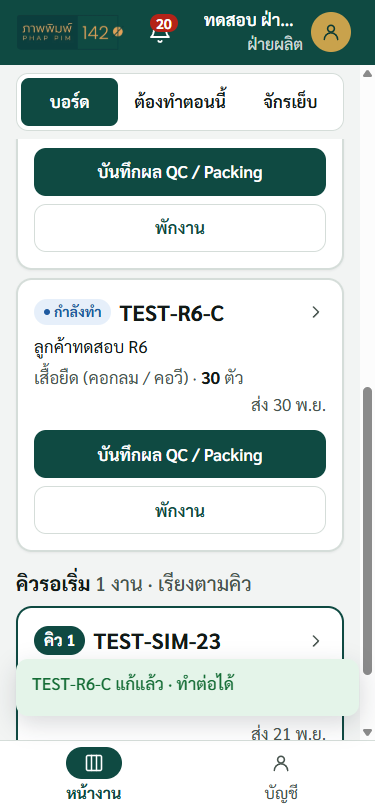 ภาพพิมพ์
PHAP PIM
142
20
ทดสอบ ฝ่า...
ฝ่ายผลิต
บอร์ด
ต้องทำตอนนี้
จักรเย็บ
บันทึกผล QC / Packing
พักงาน
กำลังทำ TEST-R6-C
ลูกค้าทดสอบ R6
เสื้อยืด (คอกลม / คอวี) · 30 ตัว
ส่ง 30 พ.ย.
บันทึกผล QC / Packing
พักงาน
คิวรอเริ่ม 1 งาน · เรียงตามคิว
คิว 1 TEST-SIM-23
TEST-R6-C แก้แล้ว · ทำต่อได้
ส่ง 21 พ.ย.
หน้างาน
บัญชี